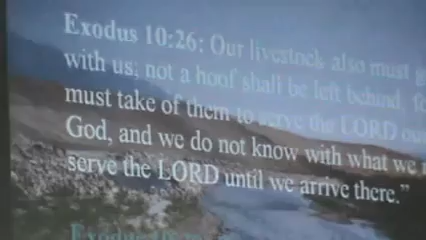 Exodus 10:26: Our livestock also must
with us; not a hoof shall be left behind,
must take of them to serve the LORD
God, and we do not know with what we
serve the LORD until we arrive there."
Exodus